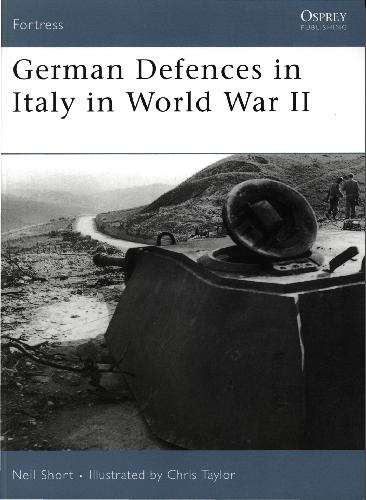 Fortress
OSPREY
PUBLISHING
German Defences in
Italy in World War II
Neil Short • Illustrated by Chris Taylor